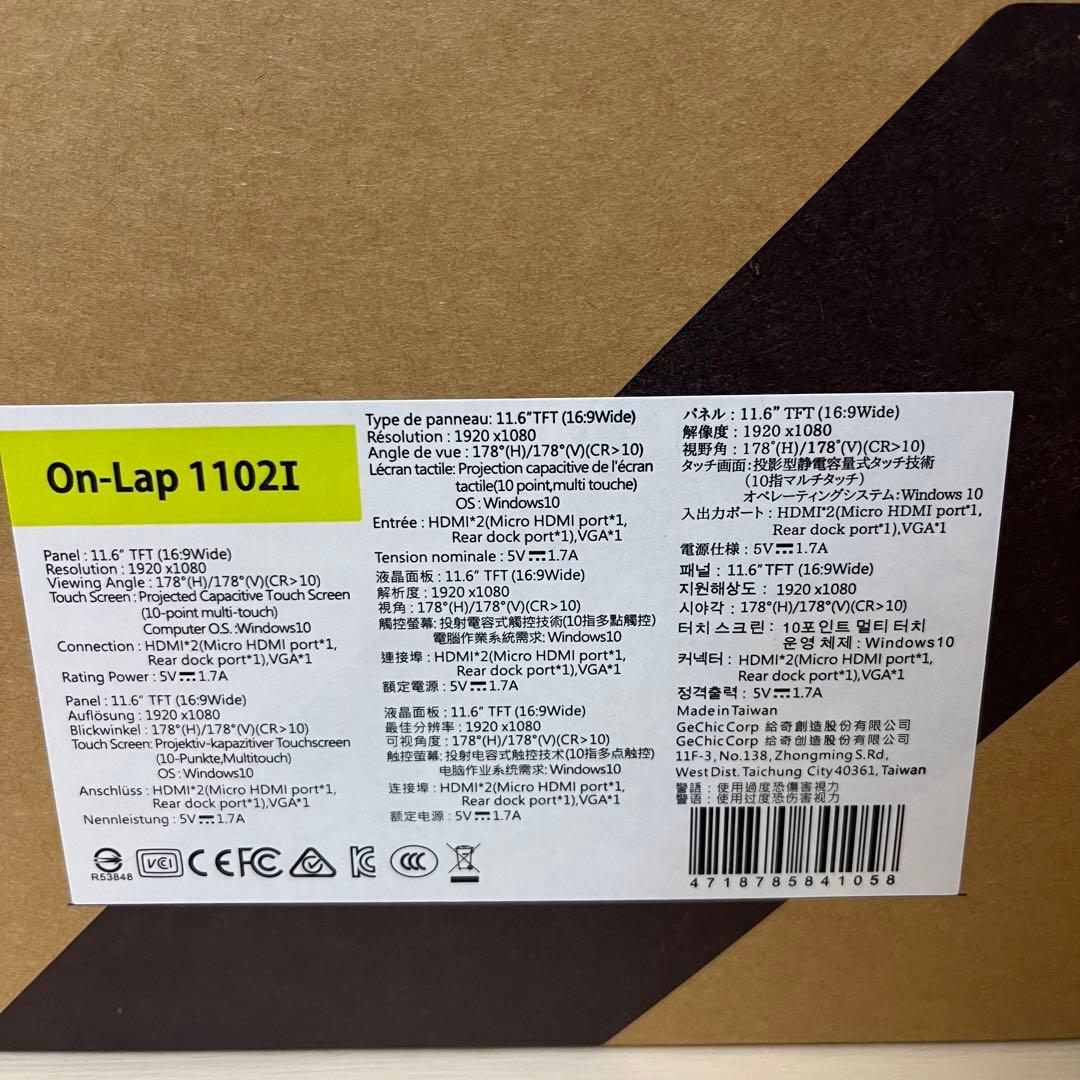 On-Lap 1102I
Panel : 11.6" TFT (16:9Wide)
Resolution : 1920 x1080
Viewing Angle : 178°(H)/178°(V)(CR>10)
Touch Screen : Projected Capacitive Touch Screen
(10-point multi-touch)
Computer O.S. :Windows10
Connection : HDMI*2(Micro HDMI port*1,
Rear dock port*1),VGA*1
Rating Power : 5V⎓1.7A
Panel : 11.6" TFT (16:9Wide)
Auflösung : 1920 x1080
Blickwinkel : 178°(H)/178°(V)(CR>10)
Touch Screen: Projektiv-kapazitiver Touchscreen
(10-Punkte,Multitouch)
OS : Windows10
Anschlüss : HDMI*2(Micro HDMI port*1,
Rear dock port*1),VGA*1
Nennleistung : 5V⎓1.7A
R53848
VCCI
CE FC
CCC
Type de panneau: 11.6"TFT (16:9Wide)
Résolution : 1920 x1080
Angle de vue : 178°(H)/178°(V)(CR>10)
Lécran tactile: Projection capacitive de l'écran
tactile(10 point,multi touche)
OS : Windows10
Entrée : HDMI*2(Micro HDMI port*1,
Rear dock port*1),VGA*1
Tension nominale : 5V⎓1.7A
液晶面板 : 11.6" TFT (16:9Wide)
解析度 : 1920 x1080
視角 : 178°(H)/178°(V)(CR>10)
觸控螢幕: 投射電容式觸控技術(10指多點觸控)
電腦作業系統需求: Windows10
連接埠 : HDMI*2(Micro HDMI port*1,
Rear dock port*1),VGA*1
額定電源 : 5V⎓1.7A
液晶面板 : 11.6" TFT (16:9Wide)
最佳分辨率 : 1920 x1080
可视角度 : 178°(H)/178°(V)(CR>10)
触控萤幕: 投射电容式触控技术(10指多点触控)
电脑作业系统需求: Windows10
连接埠 : HDMI*2(Micro HDMI port*1,
Rear dock port*1),VGA*1
额定电源 : 5V⎓1.7A
パネル : 11.6" TFT (16:9Wide)
解像度 : 1920 x1080
視野角 : 178°(H)/178°(V)(CR>10)
タッチ画面:投影型静電容量式タッチ技術
(10指マルチタッチ)
オペレーティングシステム: Windows 10
入出力ポート : HDMI*2(Micro HDMI port*1,
Rear dock port*1),VGA*1
電源仕様 : 5V⎓1.7A
패널 : 11.6"TFT (16:9Wide)
지원해상도 : 1920 x1080
시야각 : 178°(H)/178°(V)(CR>10)
터치 스크린 : 10포인트 멀티 터치
운영 체제 : Windows10
커넥터 : HDMI*2(Micro HDMI port*1,
Rear dock port*1),VGA*1
정격출력 : 5V⎓1.7A
Made in Taiwan
GeChic Corp 給奇創造股份有限公司
GeChic Corp 给奇创造股份有限公司
11F-3, No.138, Zhongming S.Rd,
West Dist. Taichung City 40361, Taiwan
警語 : 使用過度恐傷害視力
警语 : 使用过度恐伤害视力
4718785841058